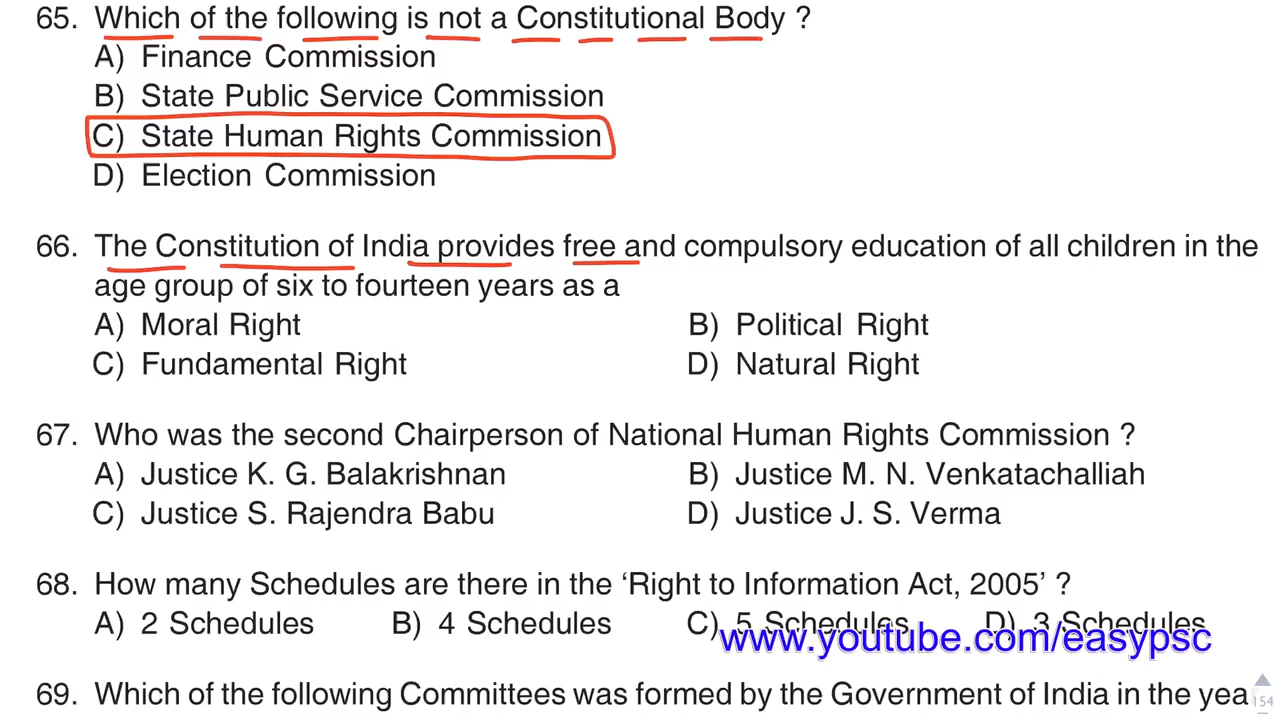 65. Which of the following is not a Constitutional Body ?
A) Finance Commission
B) State Public Service Commission
C) State Human Rights Commission
D) Election Commission
66. The Constitution of India provides free and compulsory education of all children in the
age group of six to fourteen years as a
A) Moral Right B) Political Right
C) Fundamental Right D) Natural Right
67. Who was the second Chairperson of National Human Rights Commission ?
A) Justice K. G. Balakrishnan B) Justice M. N. Venkatachalliah
C) Justice S. Rajendra Babu D) Justice J. S. Verma
68. How many Schedules are there in the ‘Right to Information Act, 2005’ ?
A) 2 Schedules B) 4 Schedules C) 5 Schedules D) 3 Schedules
www.youtube.com/easypsc
69. Which of the following Committees was formed by the Government of India in the yea
154